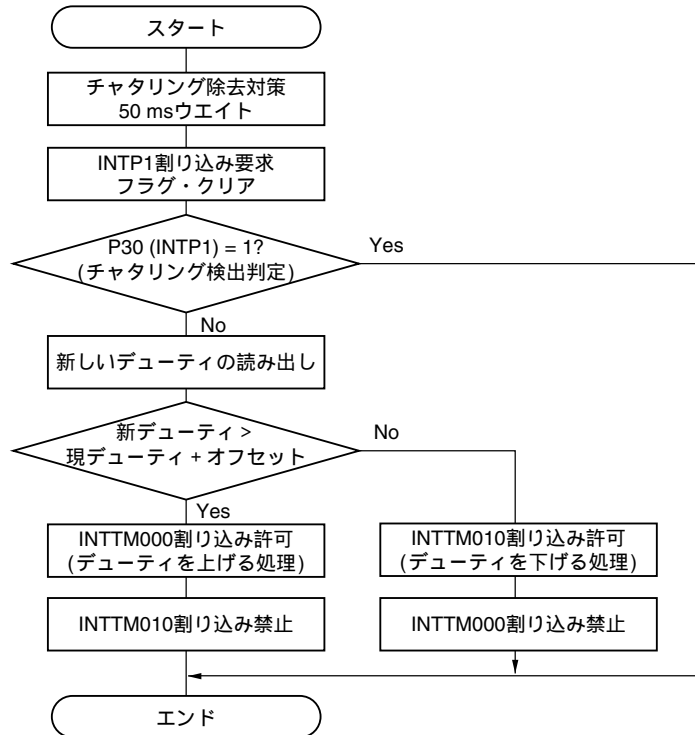 スタート
チャタリング除去対策
50 msウエイト
INTP1割り込み要求
フラグ・クリア
P30 (INTP1) = 1?
(チャタリング検出判定)
Yes
No
新しいデューティの読み出し
新デューティ >
現デューティ + オフセット
No
Yes
INTTM000割り込み許可
(デューティを上げる処理)
INTTM010割り込み許可
(デューティを下げる処理)
INTTM010割り込み禁止
INTTM000割り込み禁止
エンド